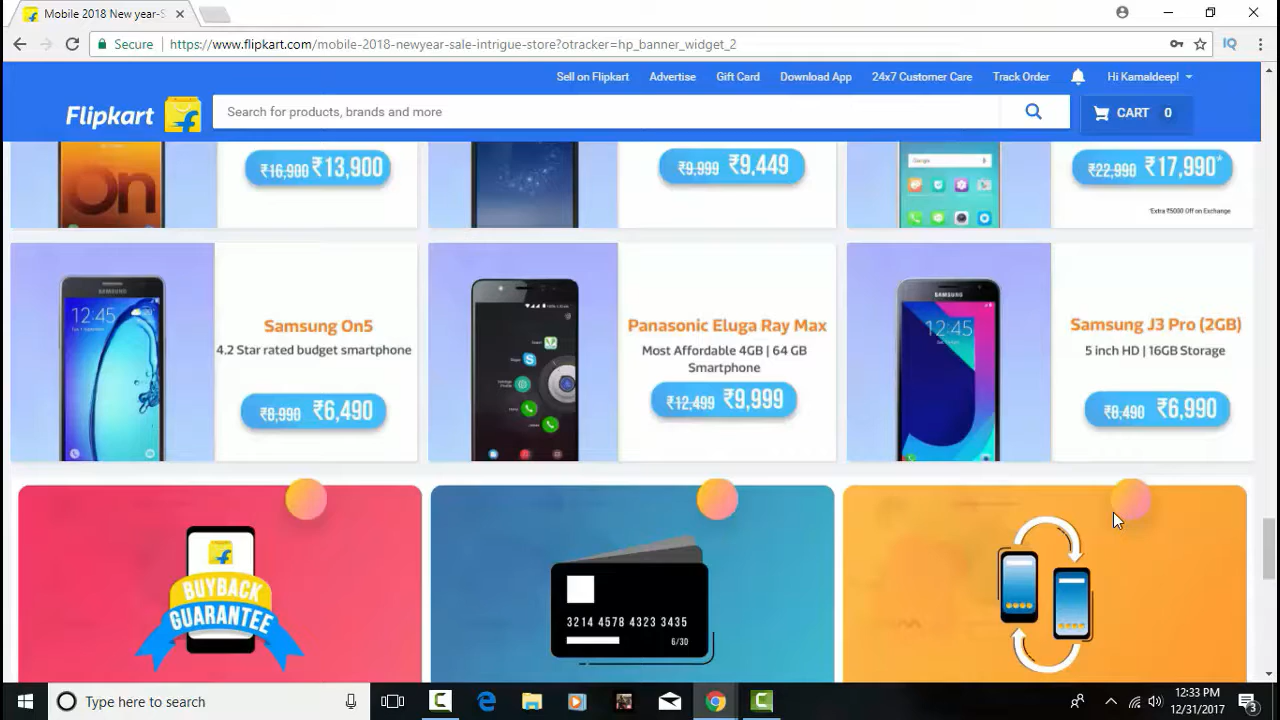 Mobile 2018 New year-S
Secure
https://www.flipkart.com/mobile-2018-newyear-sale-intrigue-store?otracker=hp_banner_widget_2
IQ
Sell on Flipkart
Advertise
Gift Card
Download App
24x7 Customer Care
Track Order
Hi Kamaldeep!
Flipkart
Search for products, brands and more
CART 0
On
₹16,900 ₹13,900
₹9,999 ₹9,449
Google
₹22,990 ₹17,990*
*Extra ₹5000 Off on Exchange
SAMSUNG
12:45
Samsung On5
4.2 Star rated budget smartphone
₹8,990 ₹6,490
Panasonic Eluga Ray Max
Most Affordable 4GB | 64 GB
Smartphone
₹12,499 ₹9,999
SAMSUNG
12:45
Samsung J3 Pro (2GB)
5 inch HD | 16GB Storage
₹8,490 ₹6,990
BUYBACK
GUARANTEE
3214 4578 4323 3435
6/30
Type here to search
12:33 PM
12/31/2017
3